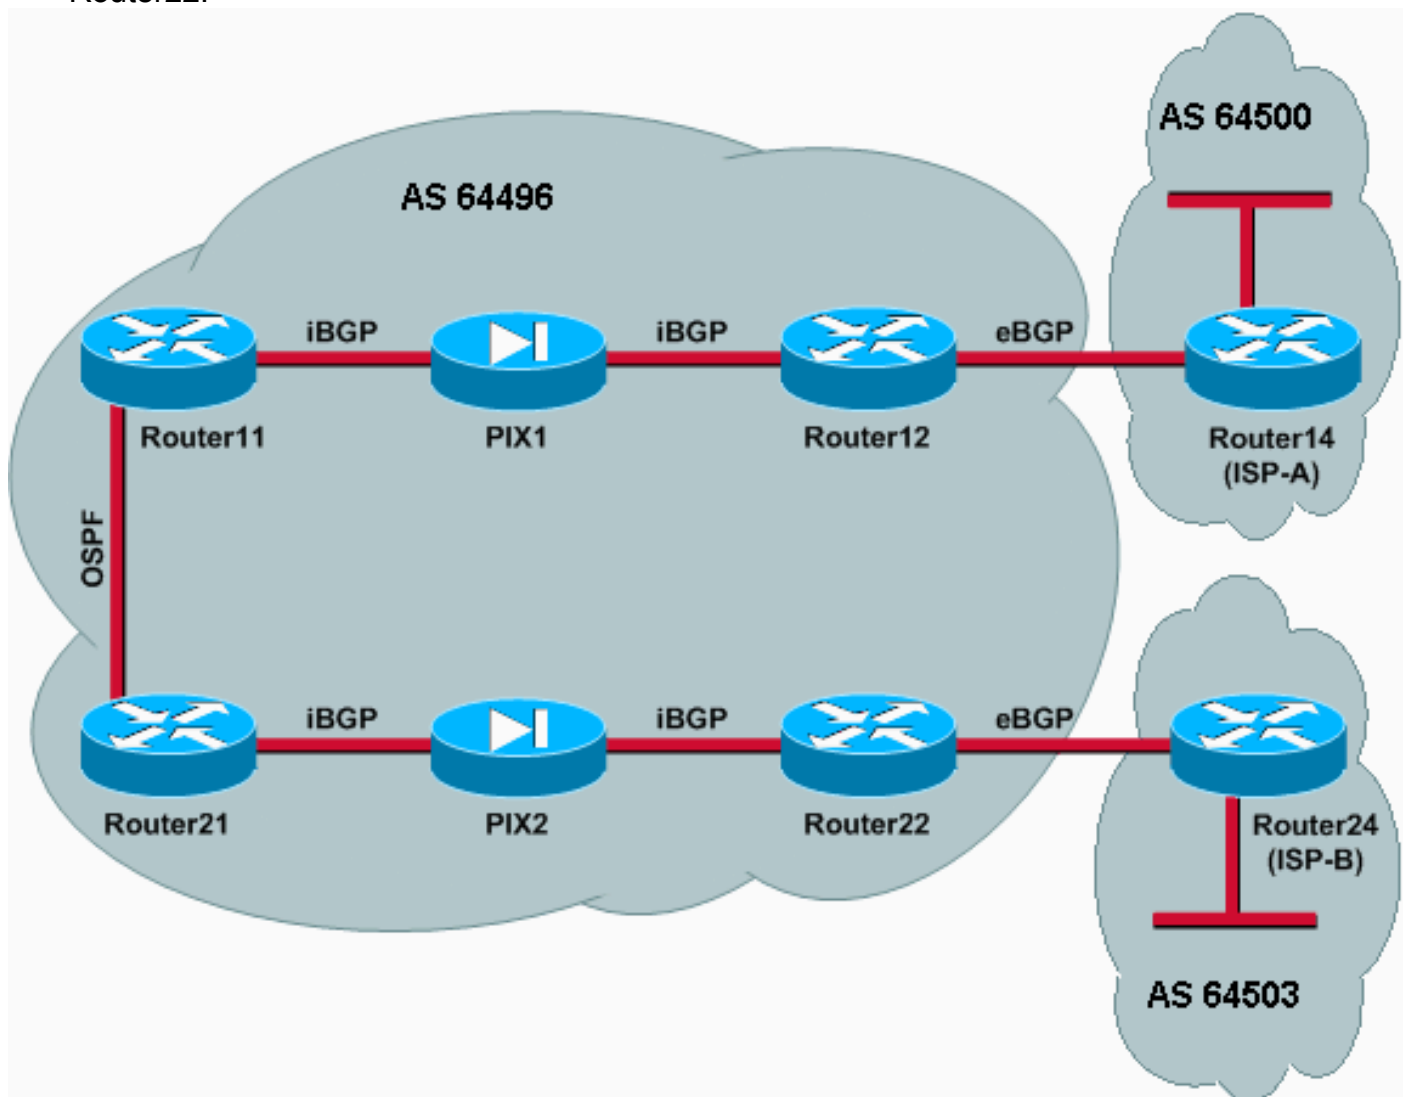 Router22.
AS 64500
AS 64496
iBGP
iBGP
eBGP
Router11
PIX1
Router12
Router14
(ISP-A)
OSPF
iBGP
iBGP
eBGP
Router21
PIX2
Router22
Router24
(ISP-B)
AS 64503